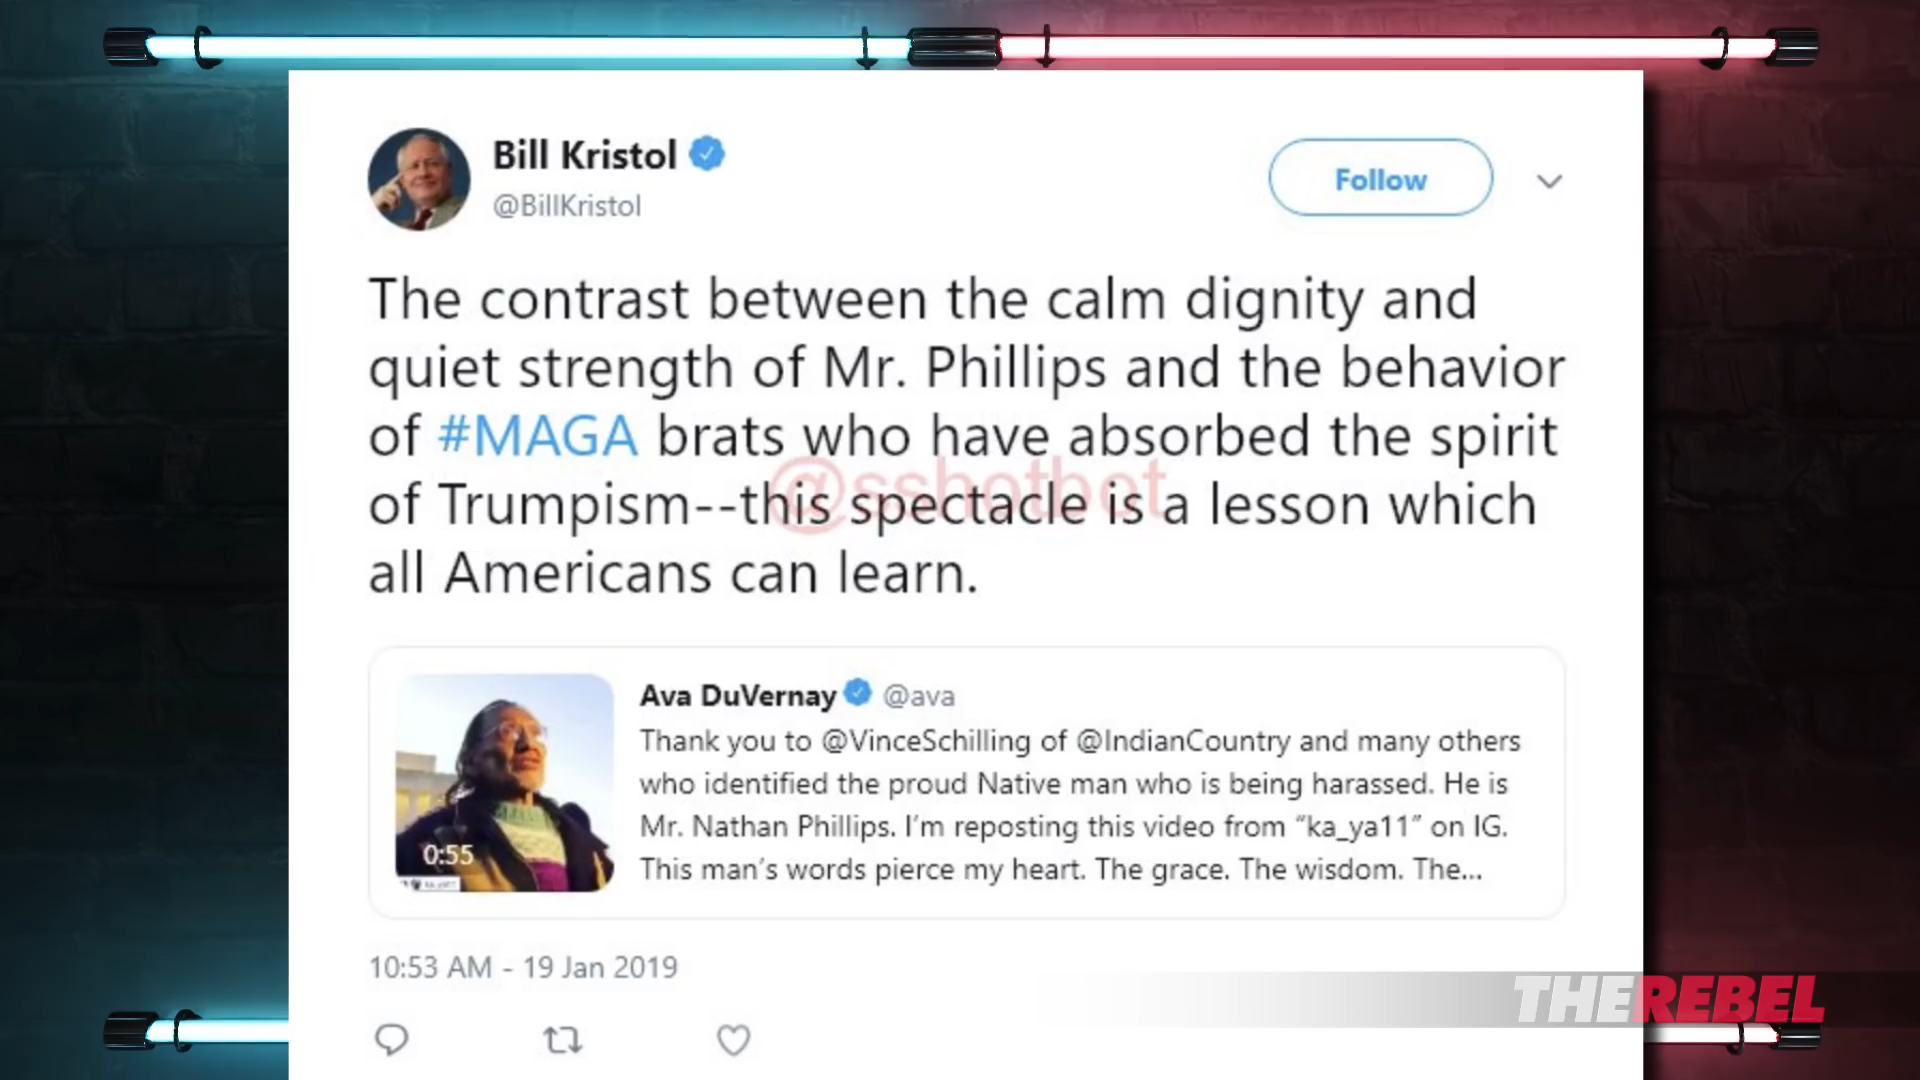 Bill Kristol
@BillKristol
Follow
The contrast between the calm dignity and
quiet strength of Mr. Phillips and the behavior
of #MAGA brats who have absorbed the spirit
of Trumpism--this spectacle is a lesson which
all Americans can learn.
@sshotbot
Ava DuVernay @ava
Thank you to @VinceSchilling of @IndianCountry and many others
who identified the proud Native man who is being harassed. He is
Mr. Nathan Phillips. I'm reposting this video from “ka_ya11” on IG.
This man's words pierce my heart. The grace. The wisdom. The...
0:55
10:53 AM - 19 Jan 2019
THEREBEL